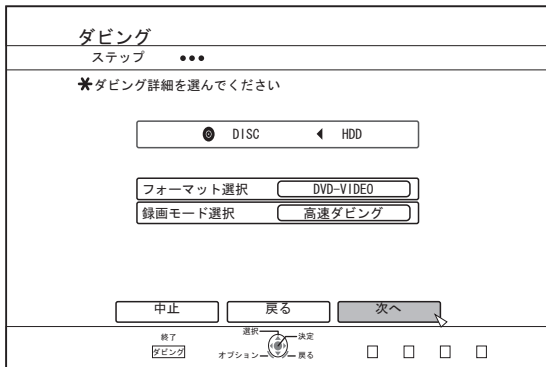 ダビング
ステップ
ダビング詳細を選んでください
DISC HDD
フォーマット選択 DVD-VIDEO
録画モード選択 高速ダビング
中止 戻る 次へ
終了 選択 決定
ダビング オプション 戻る